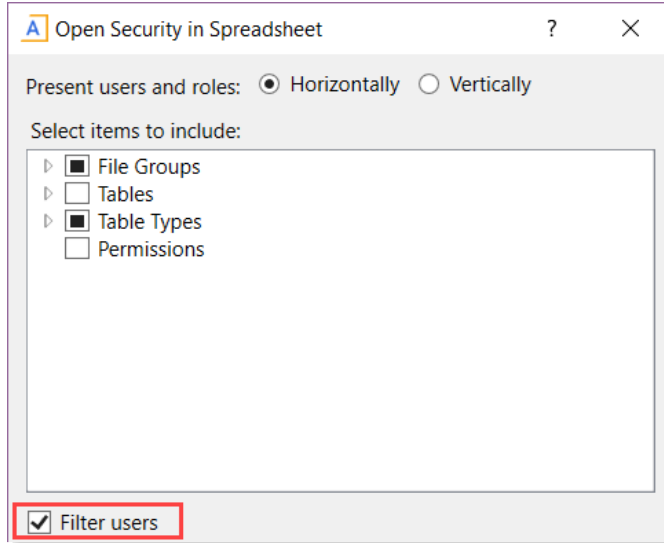 A Open Security in Spreadsheet ?
Present users and roles: Horizontally Vertically
Select items to include:
File Groups
Tables
Table Types
Permissions
Filter users